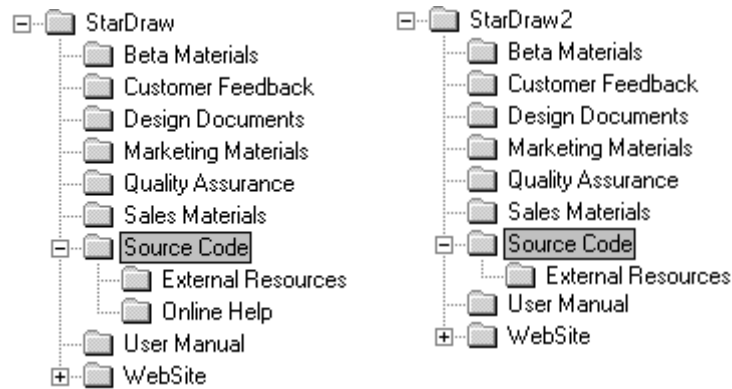 StarDraw
Beta Materials
Customer Feedback
Design Documents
Marketing Materials
Quality Assurance
Sales Materials
Source Code
External Resources
Online Help
User Manual
WebSite
StarDraw2
Beta Materials
Customer Feedback
Design Documents
Marketing Materials
Quality Assurance
Sales Materials
Source Code
External Resources
User Manual
WebSite